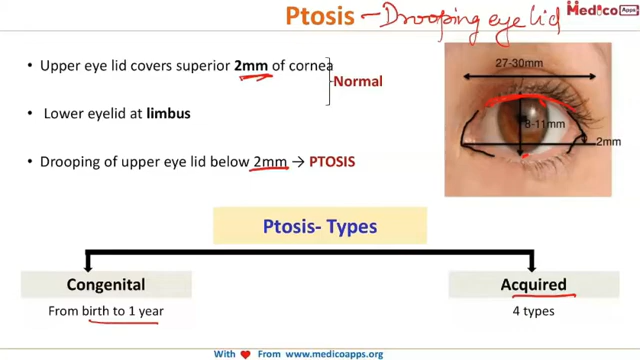 Ptosis - Drooping eye lid
Medico Apps
Upper eye lid covers superior 2mm of cornea
Normal
Lower eyelid at limbus
Drooping of upper eye lid below 2mm → PTOSIS
27-30mm
8-11mm
2mm
Ptosis- Types
Congenital
From birth to 1 year
Acquired
4 types
With ♥ From www.medicoapps.org